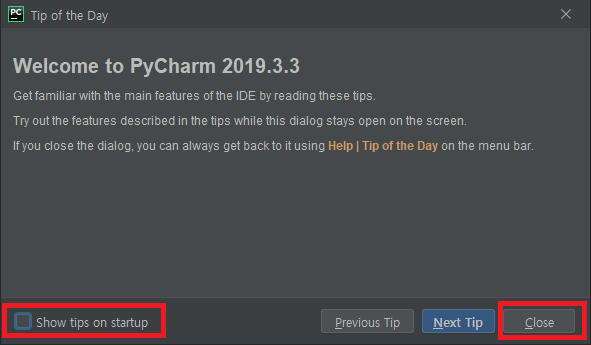 PC Tip of the Day
Welcome to PyCharm 2019.3.3
Get familiar with the main features of the IDE by reading these tips.
Try out the features described in the tips while this dialog stays open on the screen.
If you close the dialog, you can always get back to it using Help | Tip of the Day on the menu bar.
Show tips on startup
Previous Tip
Next Tip
Close